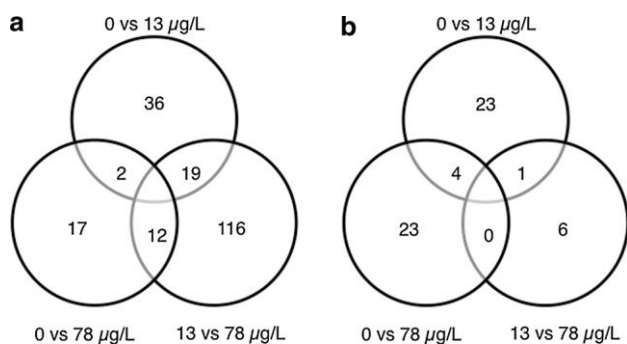 a
0 vs 13 µg/L
36
2
19
17
12
116
0 vs 78 µg/L
13 vs 78 µg/L
b
0 vs 13 µg/L
23
4
1
23
0
6
0 vs 78 µg/L
13 vs 78 µg/L